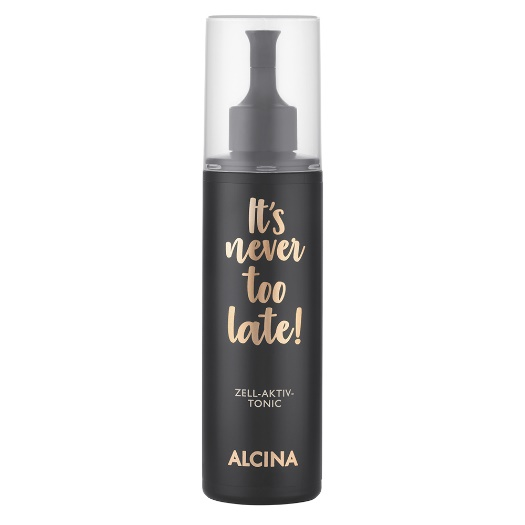 It's
never
too
late!
ZELL-AKTIV-
TONIC
ALCINA